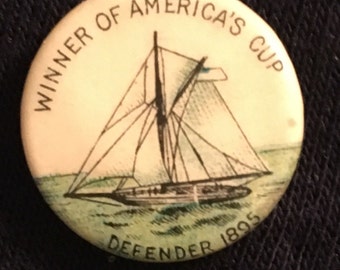 WINNER OF AMERICA'S CUP
DEFENDER 1895